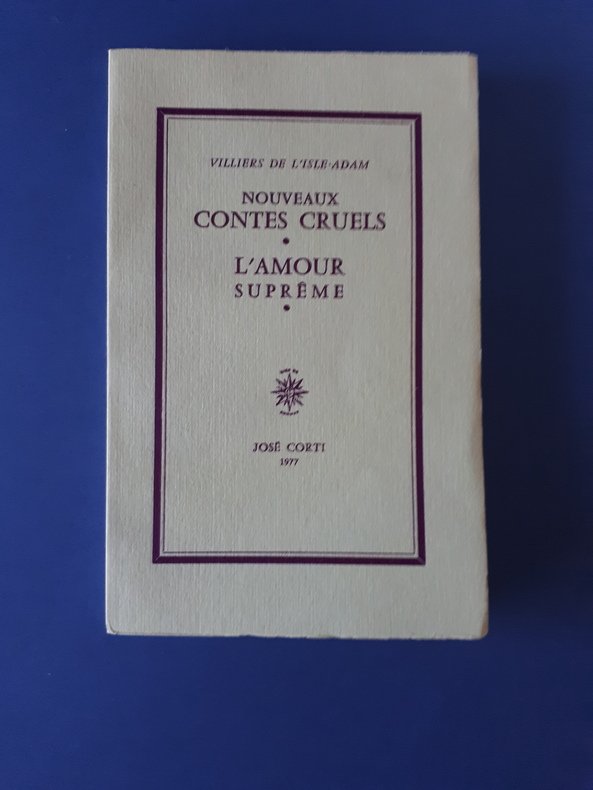 VILLIERS DE L'ISLE-ADAM
NOUVEAUX
CONTES CRUELS
L'AMOUR
SUPRÊME
JOSÉ CORTI
1977